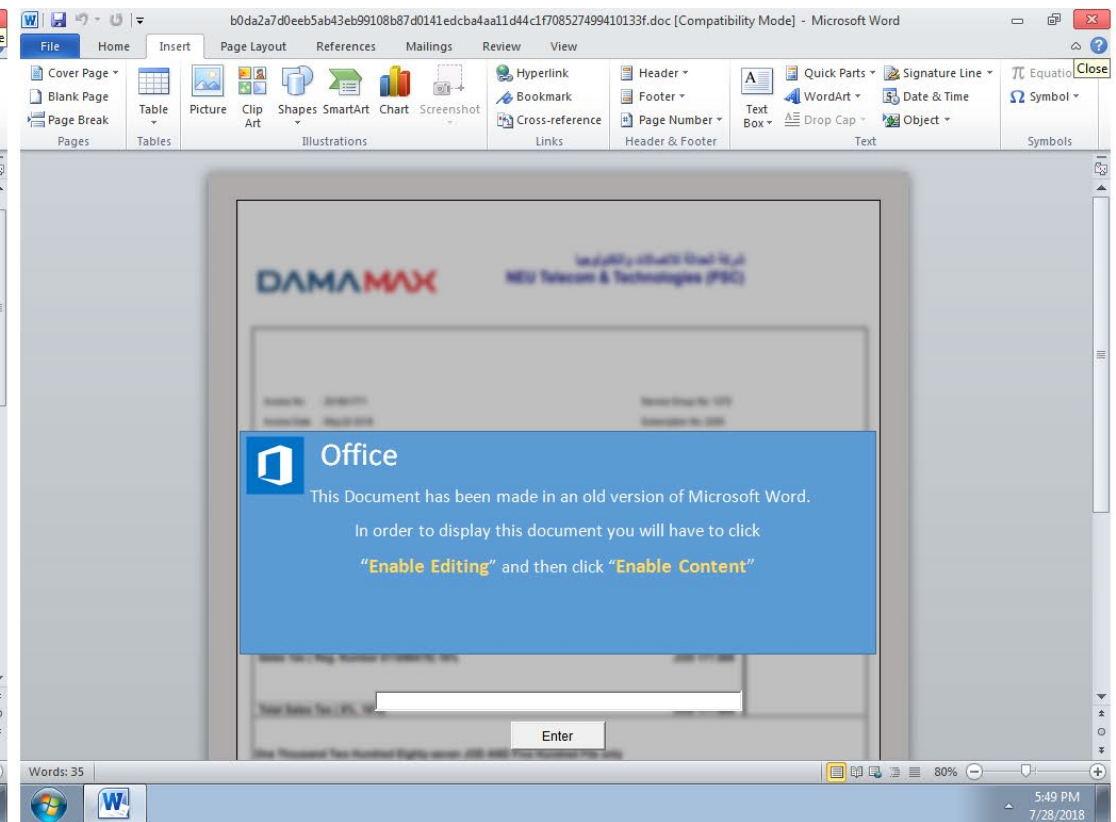 b0da2a7d0eeb5ab43eb99108b87d0141edcba4aa11d44c1f708527499410133f.doc [Compatibility Mode] - Microsoft Word
File Home Insert Page Layout References Mailings Review View
Close
Cover Page
Blank Page
Page Break
Pages
Table
Tables
Picture
Clip Art
Shapes
SmartArt
Chart
Screenshot
Illustrations
Hyperlink
Bookmark
Cross-reference
Links
Header
Footer
Page Number
Header & Footer
Text Box
Quick Parts
WordArt
Drop Cap
Signature Line
Date & Time
Object
Text
Equatio
Symbol
Symbols
DAMAMAX
NEU Telecom & Technologies (PSC)
Office
This Document has been made in an old version of Microsoft Word.
In order to display this document you will have to click
“Enable Editing” and then click “Enable Content”
Enter
Words: 35
80%
5:49 PM
7/28/2018